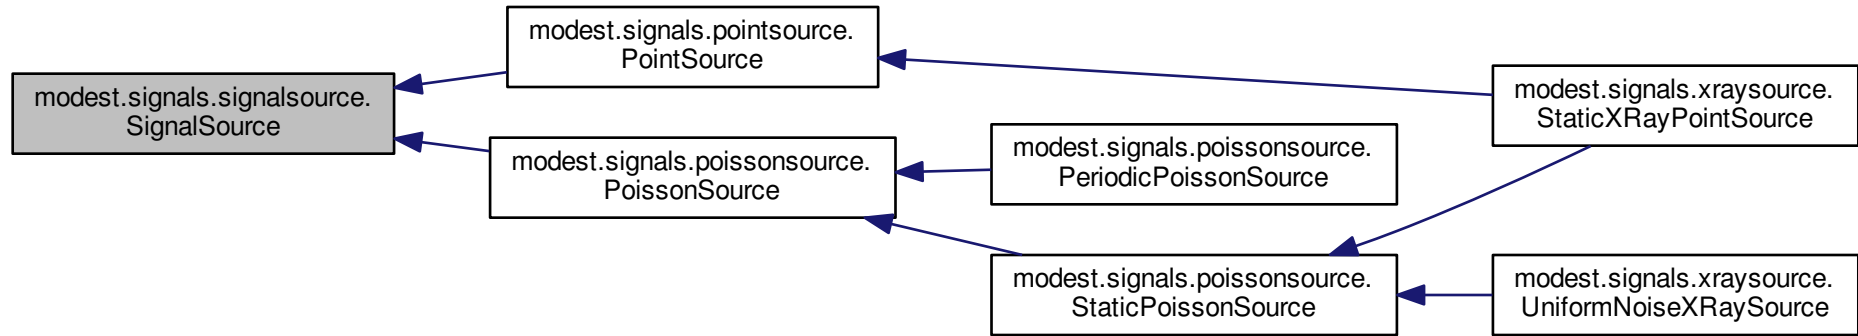 modest.signals.signalsource.
SignalSource
modest.signals.pointsource.
PointSource
modest.signals.poissonsource.
PoissonSource
modest.signals.poissonsource.
PeriodicPoissonSource
modest.signals.poissonsource.
StaticPoissonSource
modest.signals.xraysource.
StaticXRayPointSource
modest.signals.xraysource.
UniformNoiseXRaySource